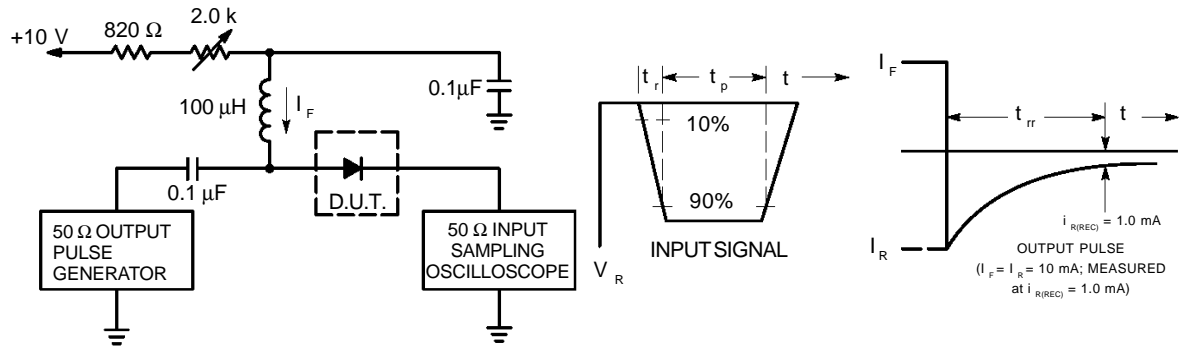 +10 V
820 Ω
2.0 k
100 μH
I F
0.1μF
0.1 μF
D.U.T.
50 Ω OUTPUT
PULSE
GENERATOR
50 Ω INPUT
SAMPLING
OSCILLOSCOPE
t r
t p
t
10%
90%
V R
INPUT SIGNAL
I F
t rr
t
i R(REC) = 1.0 mA
I R
OUTPUT PULSE
(I F = I R = 10 mA; MEASURED
at i R(REC) = 1.0 mA)